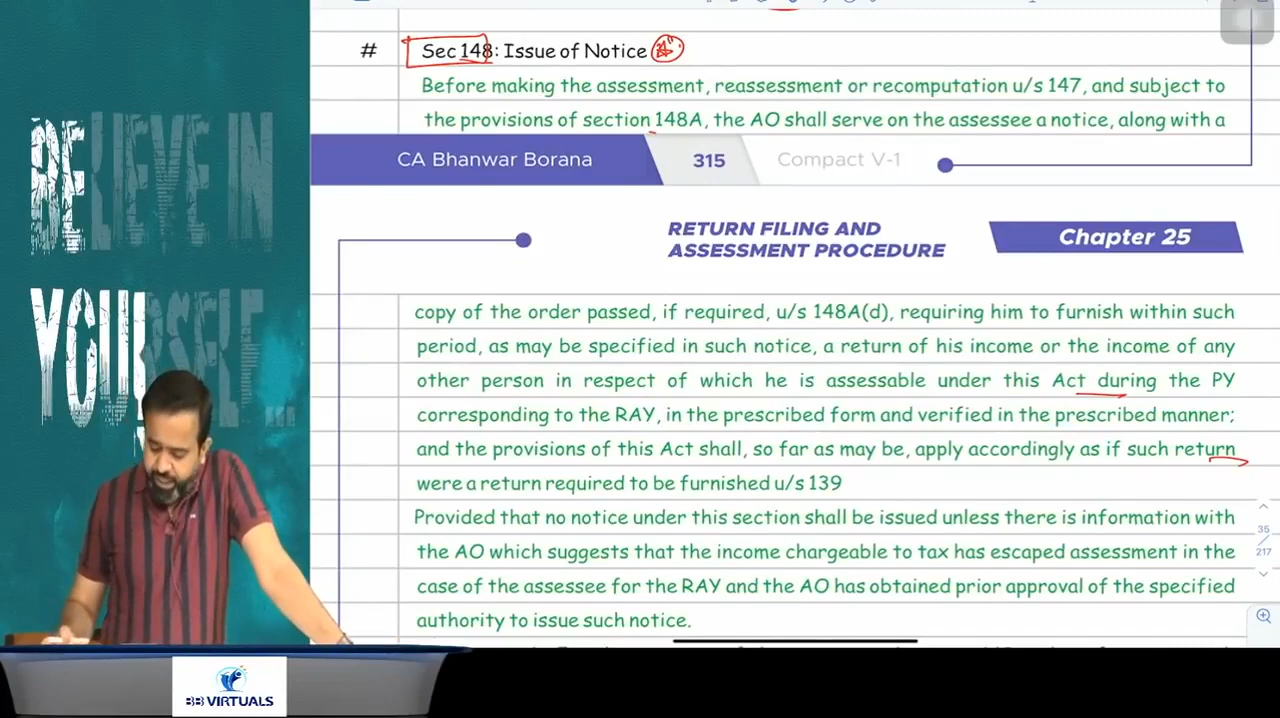 # Sec 148: Issue of Notice
Before making the assessment, reassessment or recomputation u/s 147, and subject to
the provisions of section 148A, the AO shall serve on the assessee a notice, along with a
CA Bhanwar Borana 315 Compact V-1
RETURN FILING AND
ASSESSMENT PROCEDURE
Chapter 25
copy of the order passed, if required, u/s 148A(d), requiring him to furnish within such
period, as may be specified in such notice, a return of his income or the income of any
other person in respect of which he is assessable under this Act during the PY
corresponding to the RAY, in the prescribed form and verified in the prescribed manner;
and the provisions of this Act shall, so far as may be, apply accordingly as if such return
were a return required to be furnished u/s 139
Provided that no notice under this section shall be issued unless there is information with
the AO which suggests that the income chargeable to tax has escaped assessment in the
case of the assessee for the RAY and the AO has obtained prior approval of the specified
authority to issue such notice.
35
217
BELIEVE IN
YOURSELF...
BB VIRTUALS